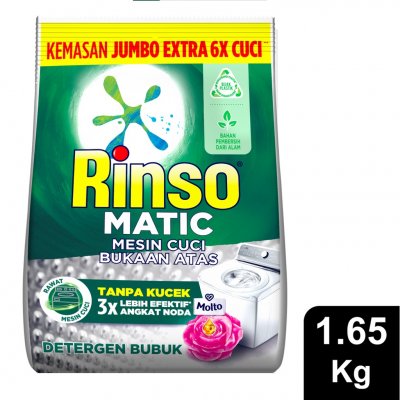 KEMASAN JUMBO EXTRA 6X CUCI
BAHAN
PEMBERSIH
DARI ALAM
Rinso
MATIC
MESIN CUCI
BUKAAN ATAS
RAWAT
MESIN CUCI
TANPA KUCEK
3x LEBIH EFEKTIF*
ANGKAT NODA
Molto
DETERGEN BUBUK
1.65
Kg